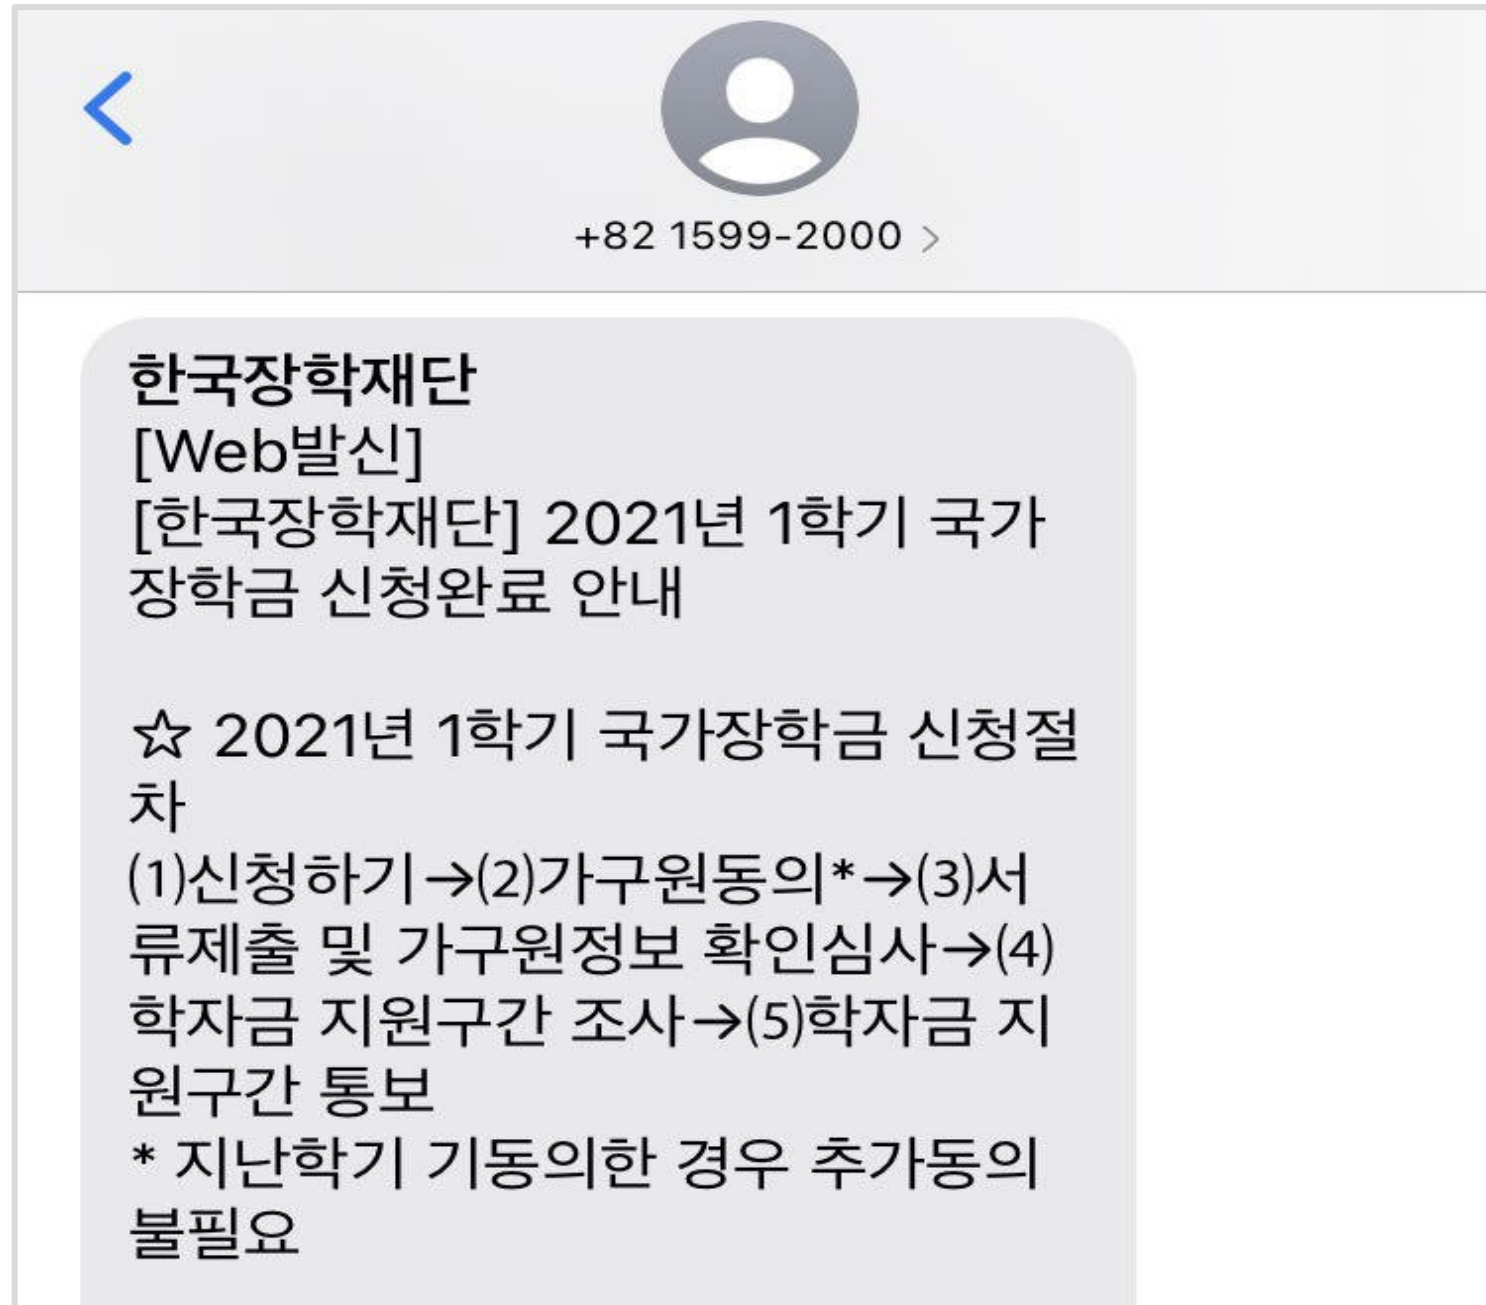 +82 1599-2000 >
한국장학재단
[Web발신]
[한국장학재단] 2021년 1학기 국가
장학금 신청완료 안내
☆ 2021년 1학기 국가장학금 신청절
차
(1)신청하기→(2)가구원동의*→(3)서
류제출 및 가구원정보 확인심사→(4)
학자금 지원구간 조사→(5)학자금 지
원구간 통보
* 지난학기 기동의한 경우 추가동의
불필요